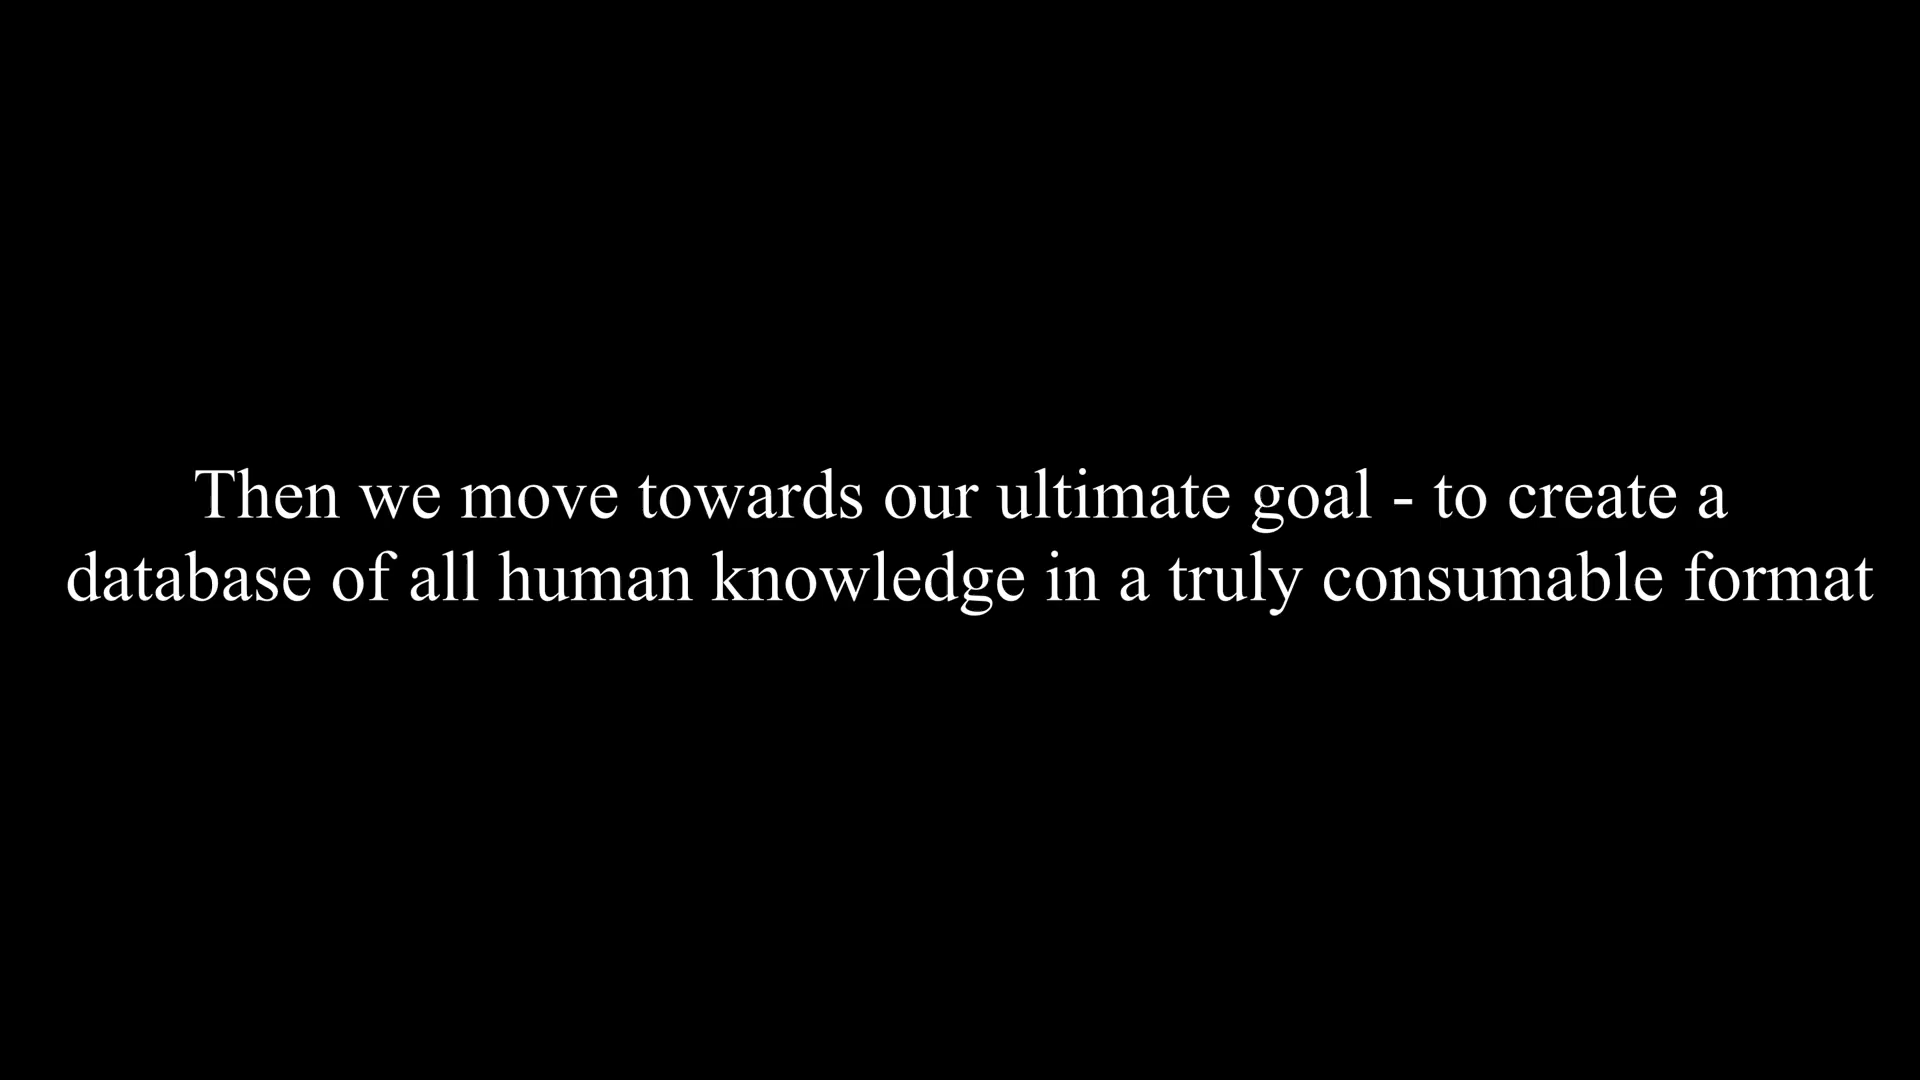 Then we move towards our ultimate goal - to create a
database of all human knowledge in a truly consumable format